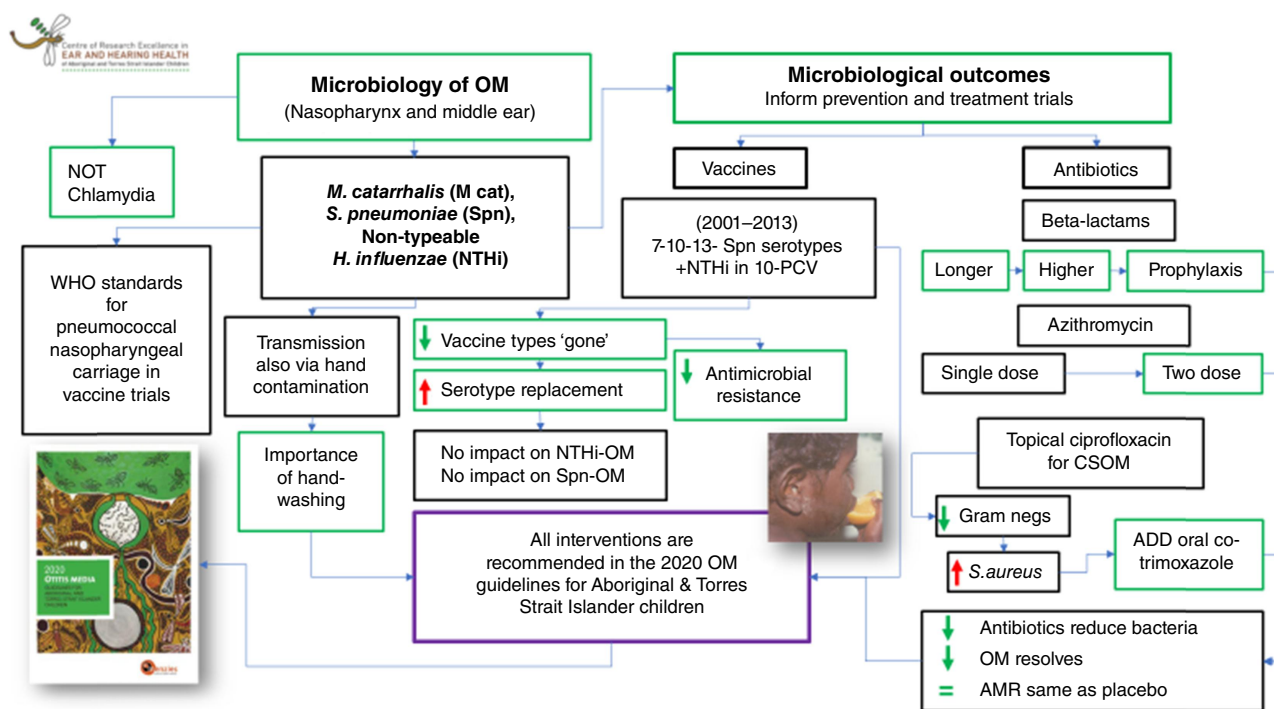 Centre of Research Excellence in
EAR AND HEARING HEALTH
of Aboriginal and Torres Strait Islander Children
Microbiology of OM
(Nasopharynx and middle ear)
Microbiological outcomes
Inform prevention and treatment trials
NOT
Chlamydia
M. catarrhalis (M cat),
S. pneumoniae (Spn),
Non-typeable
H. influenzae (NTHi)
Vaccines
Antibiotics
(2001–2013)
7-10-13- Spn serotypes
+NTHi in 10-PCV
Beta-lactams
Longer
Higher
Prophylaxis
WHO standards
for
pneumococcal
nasopharyngeal
carriage in
vaccine trials
Transmission
also via hand
contamination
Vaccine types ‘gone’
Serotype replacement
Antimicrobial
resistance
Azithromycin
Single dose
Two dose
Importance
of hand-
washing
No impact on NTHi-OM
No impact on Spn-OM
Topical ciprofloxacin
for CSOM
Gram negs
S.aureus
ADD oral co-
trimoxazole
All interventions are
recommended in the 2020 OM
guidelines for Aboriginal & Torres
Strait Islander children
Antibiotics reduce bacteria
OM resolves
= AMR same as placebo
2020
OTITIS MEDIA